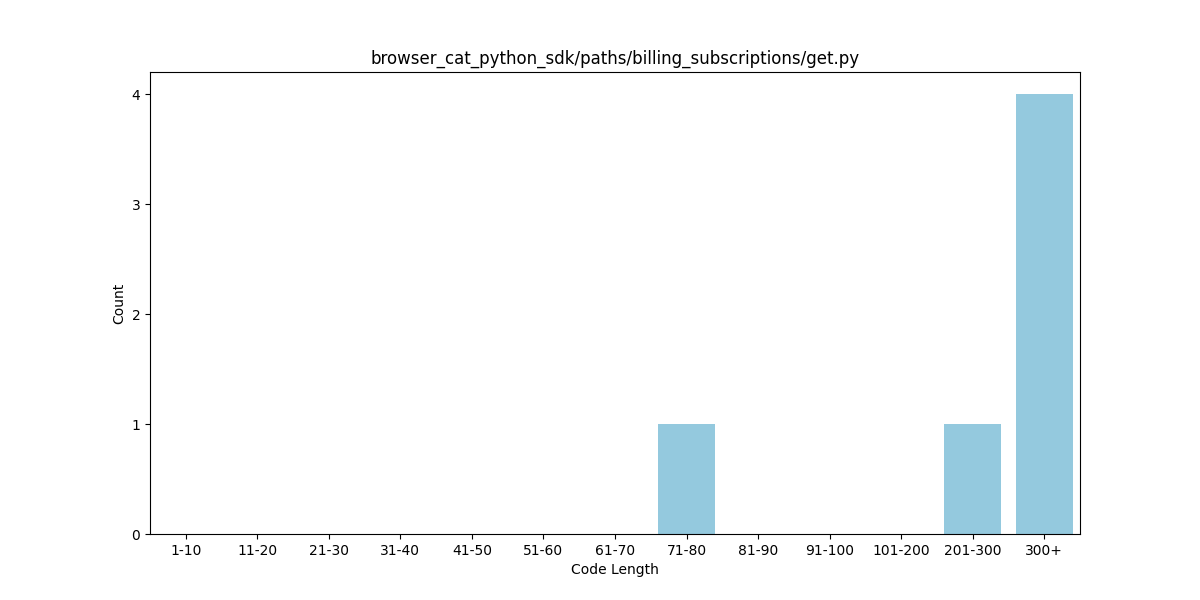 browser_cat_python_sdk/paths/billing_subscriptions/get.py
4
3
2
1
0
Count
1-10 11-20 21-30 31-40 41-50 51-60 61-70 71-80 81-90 91-100 101-200 201-300 300+
Code Length